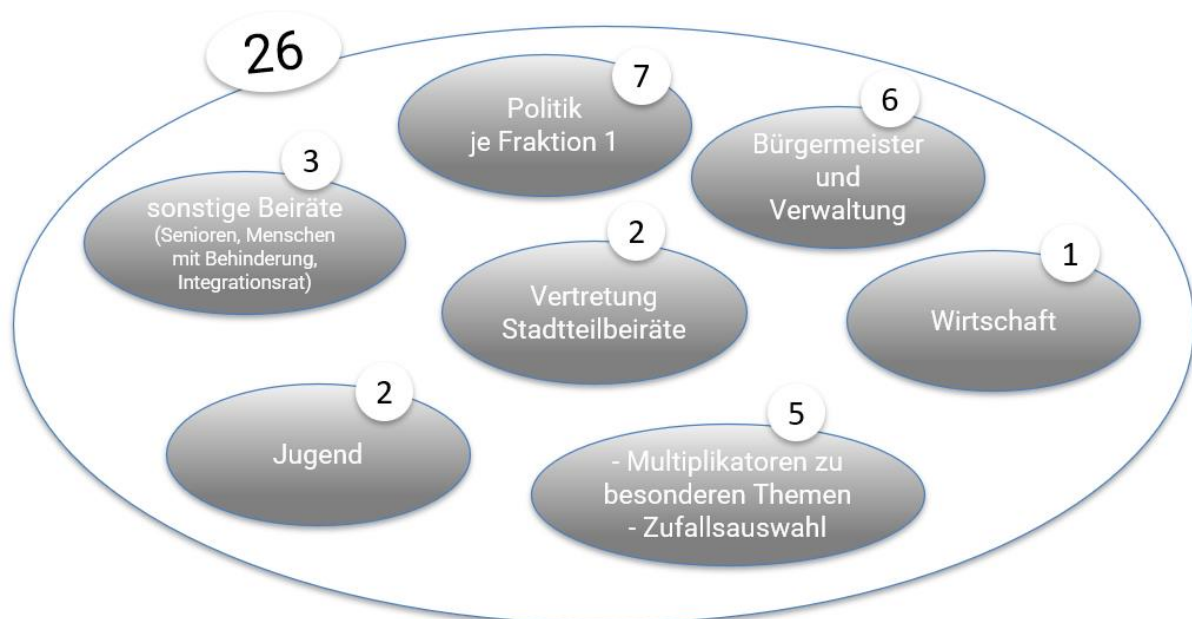 26
7
Politik
je Fraktion 1
6
Bürgermeister
und
Verwaltung
3
sonstige Beiräte
(Senioren, Menschen
mit Behinderung,
Integrationsrat)
2
Vertretung
Stadtteilbeiräte
1
Wirtschaft
2
Jugend
5
- Multiplikatoren zu
besonderen Themen
- Zufallsauswahl